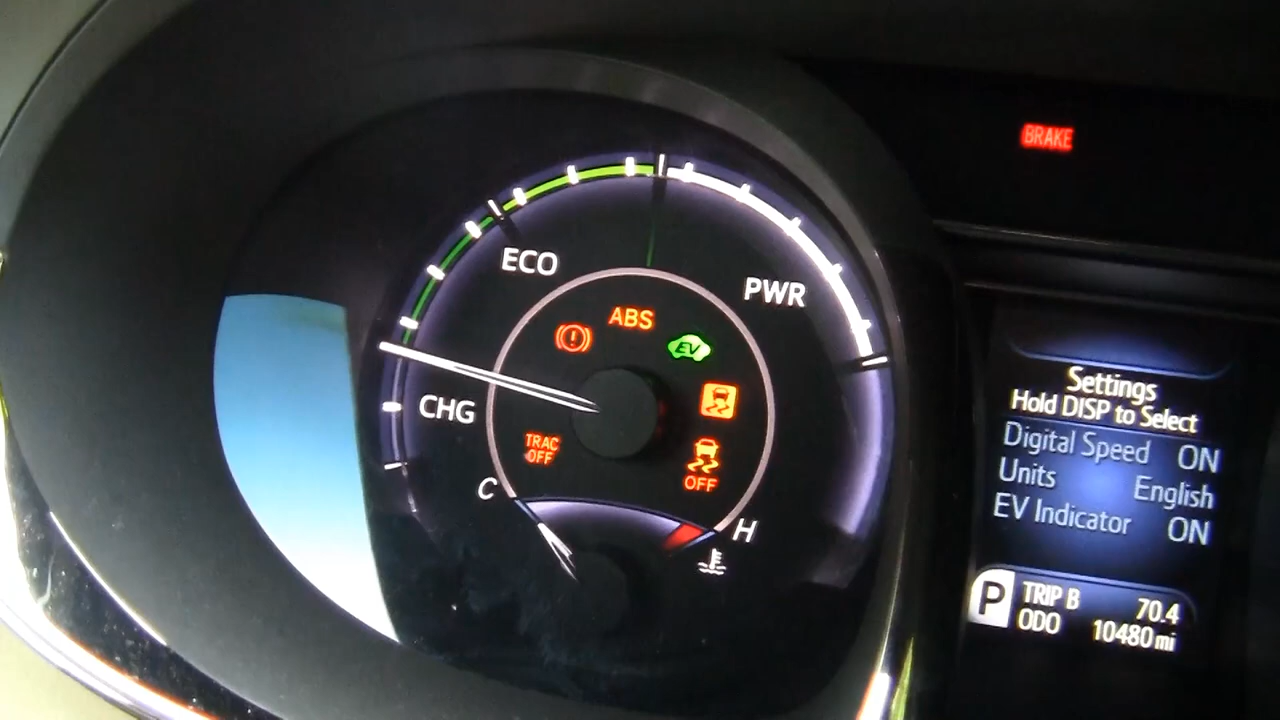 BRAKE
ECO
PWR
ABS
EV
CHG
TRAC
OFF
OFF
C
H
Settings
Hold DISP to Select
Digital Speed ON
Units English
EV Indicator ON
P
TRIP B 70.4
ODO 10480 mi